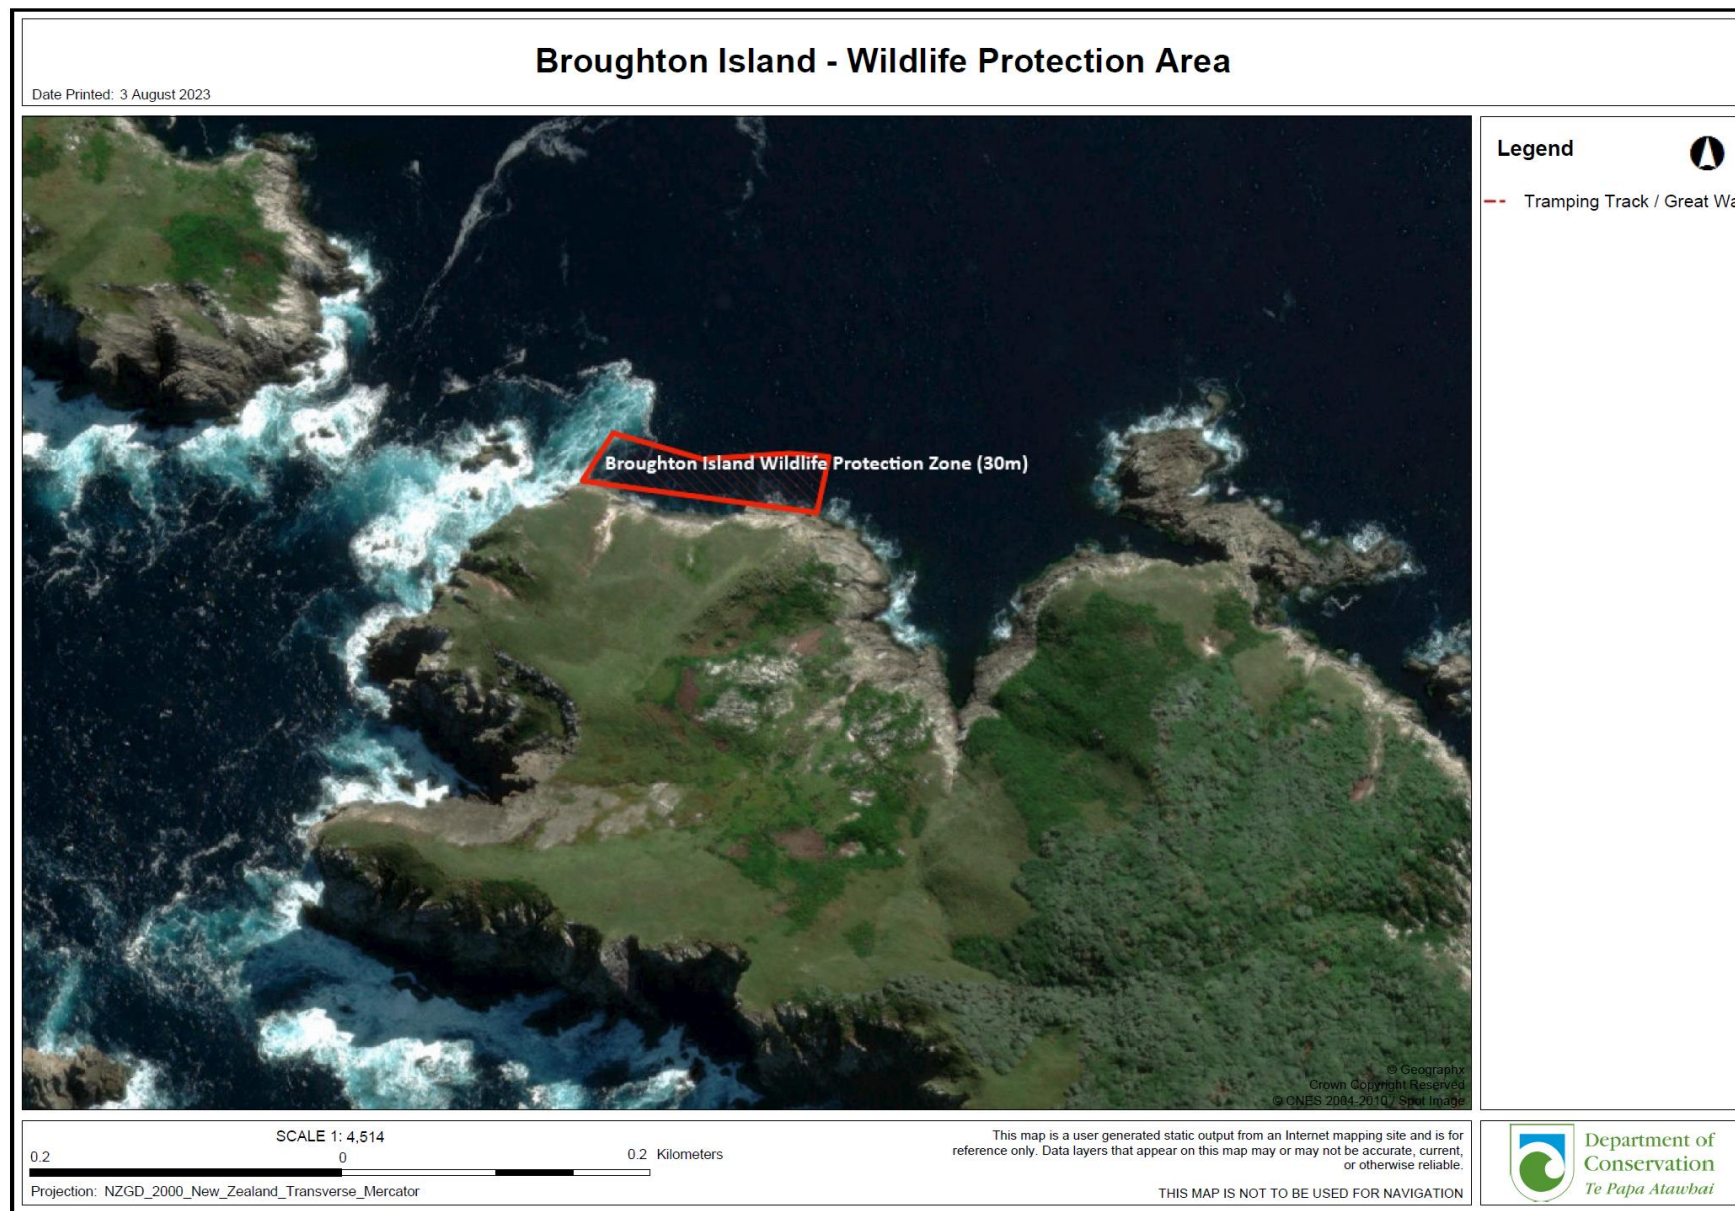 Broughton Island - Wildlife Protection Area
Date Printed: 3 August 2023
Legend
Tramping Track / Great Wa
Broughton Island Wildlife Protection Zone (30m)
© Geographx
Crown Copyright Reserved
© CNES 2004-2010 / Spot Image
SCALE 1: 4,514
0.2 0 0.2 Kilometers
Projection: NZGD_2000_New_Zealand_Transverse_Mercator
This map is a user generated static output from an Internet mapping site and is for
reference only. Data layers that appear on this map may or may not be accurate, current,
or otherwise reliable.
THIS MAP IS NOT TO BE USED FOR NAVIGATION
Department of
Conservation
Te Papa Atawhai